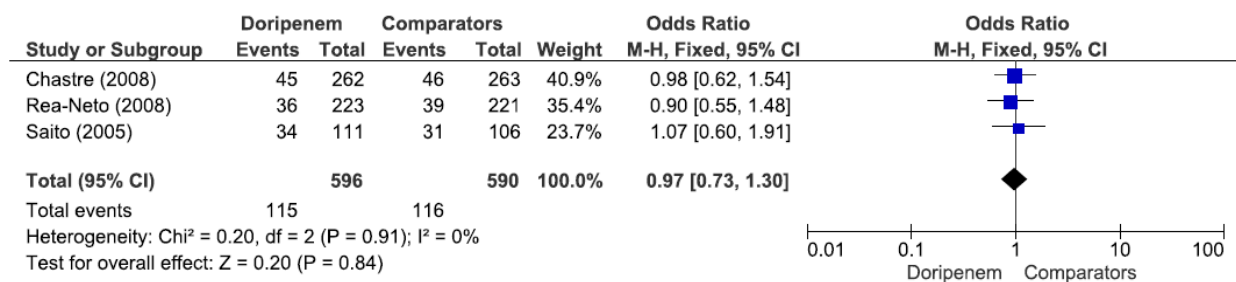 Doripenem Comparators Odds Ratio Odds Ratio
Study or Subgroup Events Total Events Total Weight M-H, Fixed, 95% CI M-H, Fixed, 95% CI
Chastre (2008) 45 262 46 263 40.9% 0.98 [0.62, 1.54]
Rea-Neto (2008) 36 223 39 221 35.4% 0.90 [0.55, 1.48]
Saito (2005) 34 111 31 106 23.7% 1.07 [0.60, 1.91]
Total (95% CI) 596 590 100.0% 0.97 [0.73, 1.30]
Total events 115 116
Heterogeneity: Chi² = 0.20, df = 2 (P = 0.91); I² = 0%
Test for overall effect: Z = 0.20 (P = 0.84)
0.01 0.1 1 10 100
Doripenem Comparators